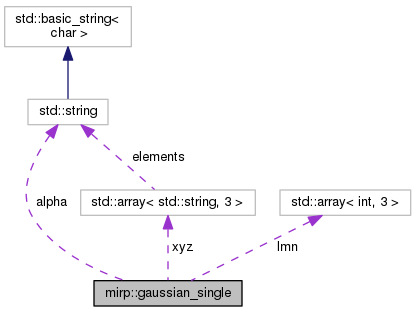 std::basic_string<
char >
std::string
elements
alpha
std::array< std::string, 3 >
std::array< int, 3 >
xyz
lmn
mirp::gaussian_single